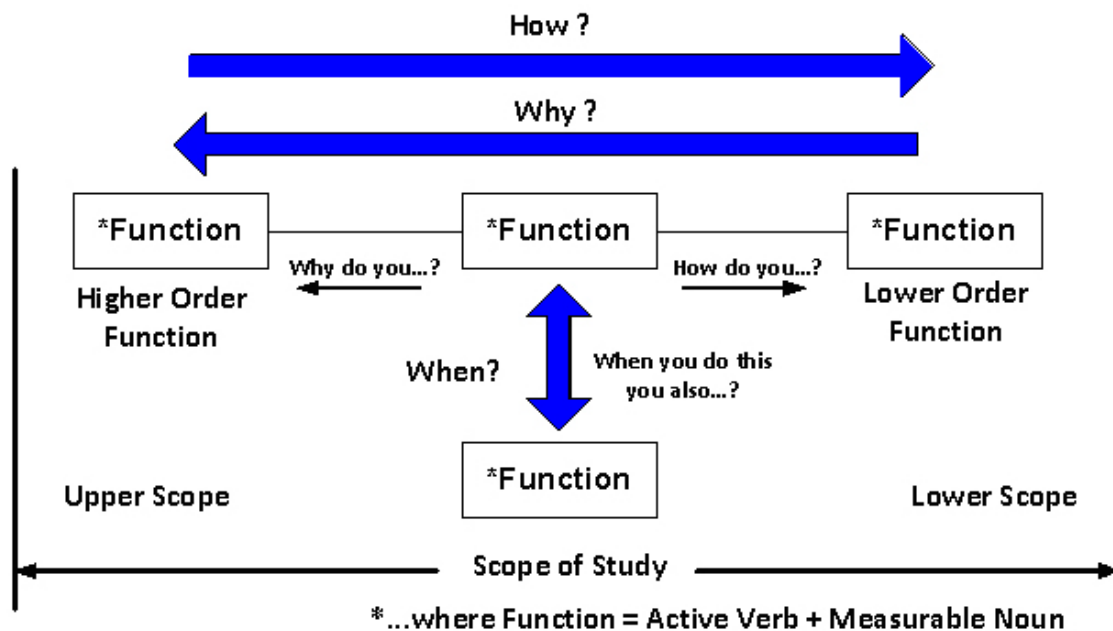 How ?
Why ?
*Function
*Function
*Function
Why do you...?
How do you...?
Higher Order
Function
Lower Order
Function
When?
When you do this
you also...?
*Function
Upper Scope
Lower Scope
Scope of Study
*...where Function = Active Verb + Measurable Noun